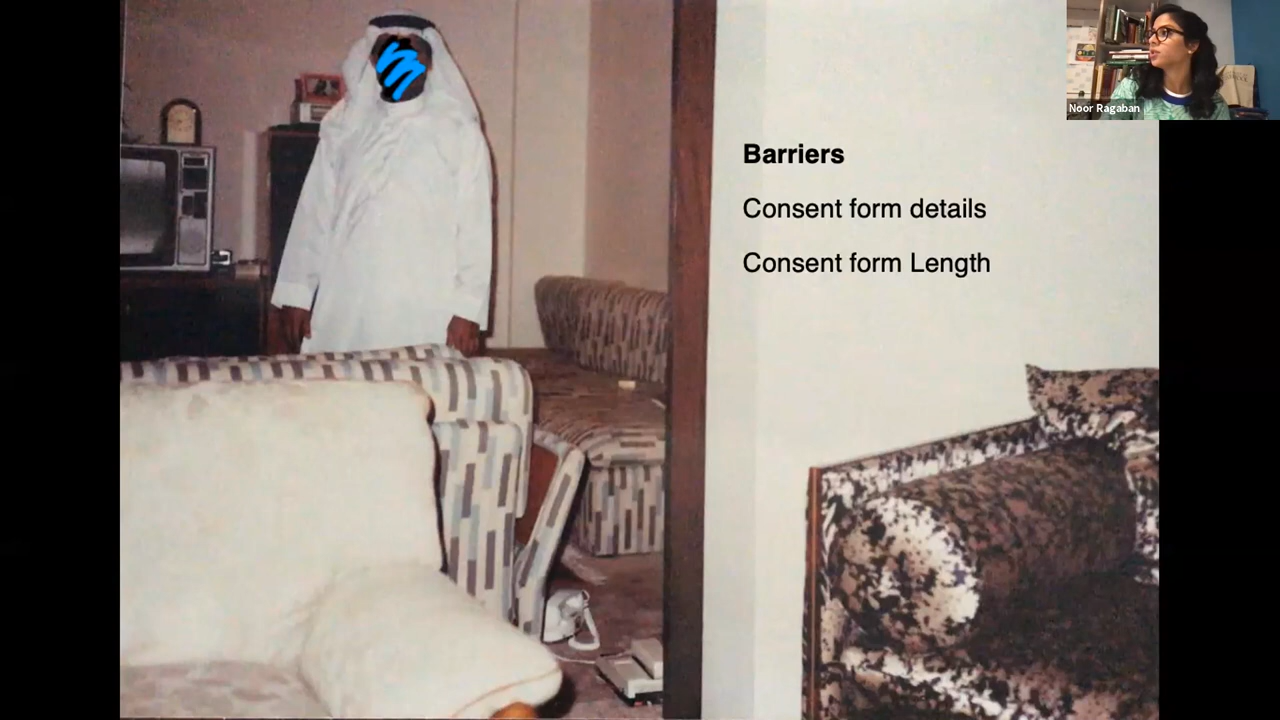 Noor Ragaban
Barriers
Consent form details
Consent form Length